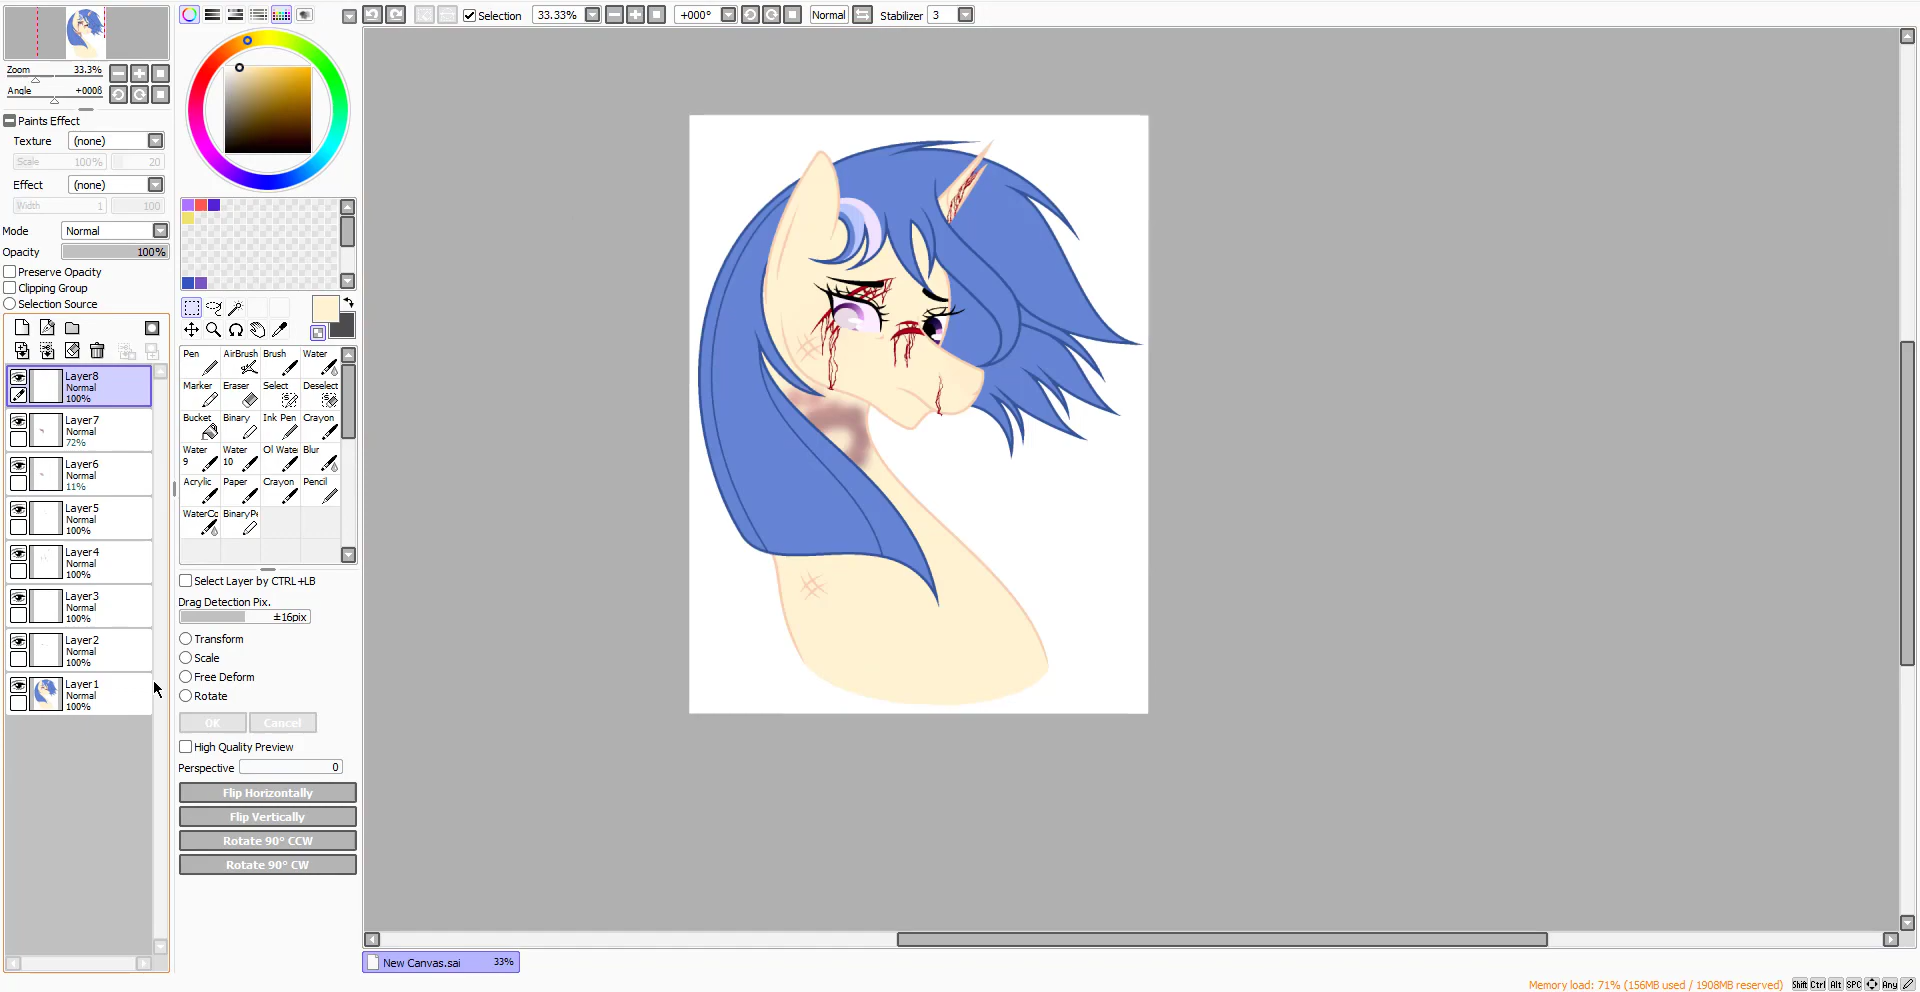 Selection
33.33%
+000°
Normal
Stabilizer
3
Zoom
33.3%
Angle
+000ß
Paints Effect
Texture
(none)
Scale
100%
20
Effect
(none)
Width
1
100
Mode
Normal
Opacity
100%
Preserve Opacity
Clipping Group
Selection Source
Layer8
Normal
100%
Layer7
Normal
72%
Layer6
Normal
11%
Layer5
Normal
100%
Layer4
Normal
100%
Layer3
Normal
100%
Layer2
Normal
100%
Layer1
Normal
100%
Pen
AirBrush
Brush
Water
Marker
Eraser
Select
Deselect
Bucket
Binary
Ink Pen
Crayon
Water
9
Water
10
Ol Wate
Blur
Acrylic
Paper
Crayon
Pencil
WaterCo
BinaryPe
Select Layer by CTRL+LB
Drag Detection Pix.
±16pix
Transform
Scale
Free Deform
Rotate
OK
Cancel
High Quality Preview
Perspective
0
Flip Horizontally
Flip Vertically
Rotate 90° CCW
Rotate 90° CW
New Canvas.sai
33%
Memory load: 71% (156MB used / 1908MB reserved)
Shift Ctrl Alt SPC Any